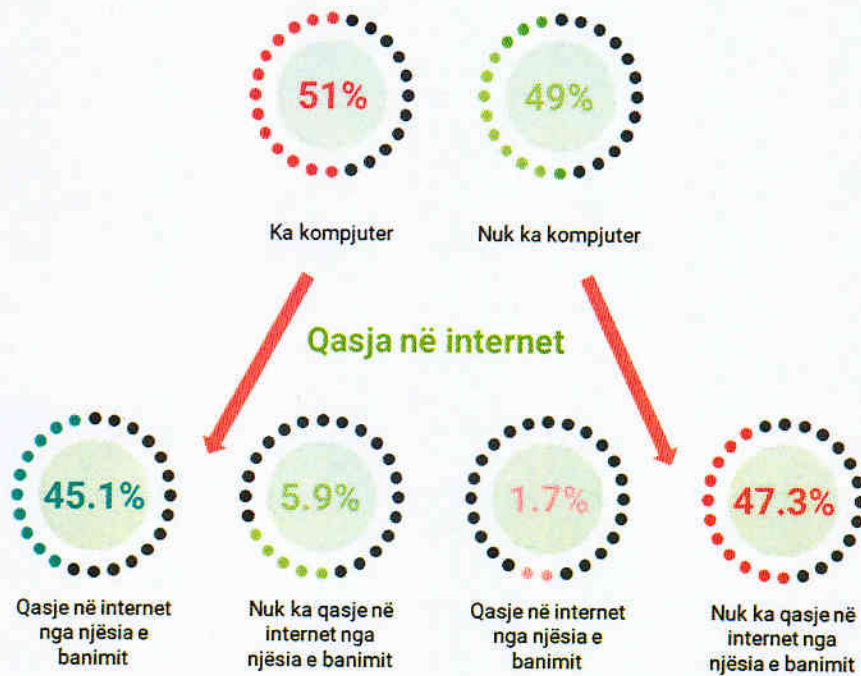 51%
49%
Ka kompjuter
Nuk ka kompjuter
Qasja në internet
45.1%
5.9%
1.7%
47.3%
Qasje në internet
nga njësia e
banimit
Nuk ka qasje në
internet nga
njësia e banimit
Qasje në internet
nga njësia e
banimit
Nuk ka qasje në
internet nga
njësia e banimit